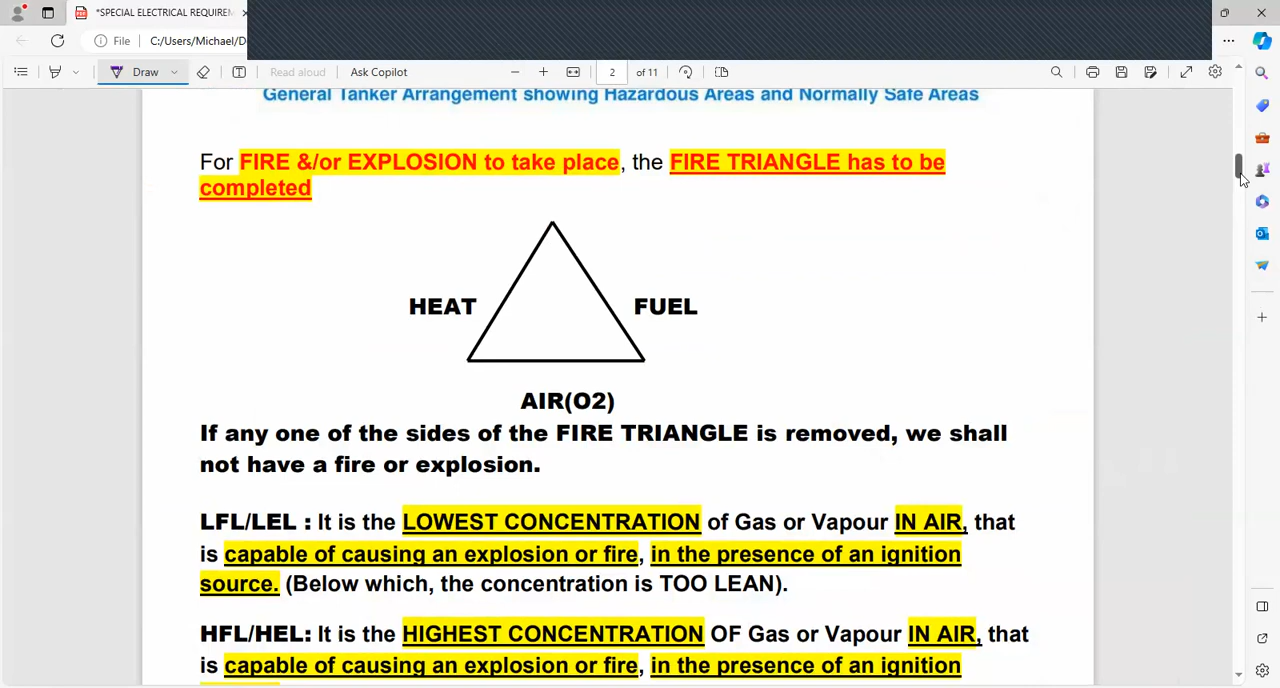 *SPECIAL ELECTRICAL REQUIREM
File C:/Users/Michael/D
Draw Read aloud Ask Copilot 2 of 11
General Tanker Arrangement showing Hazardous Areas and Normally Safe Areas
For FIRE &/or EXPLOSION to take place, the FIRE TRIANGLE has to be
completed
HEAT FUEL
AIR(O2)
If any one of the sides of the FIRE TRIANGLE is removed, we shall
not have a fire or explosion.
LFL/LEL : It is the LOWEST CONCENTRATION of Gas or Vapour IN AIR, that
is capable of causing an explosion or fire, in the presence of an ignition
source. (Below which, the concentration is TOO LEAN).
HFL/HEL: It is the HIGHEST CONCENTRATION OF Gas or Vapour IN AIR, that
is capable of causing an explosion or fire, in the presence of an ignition